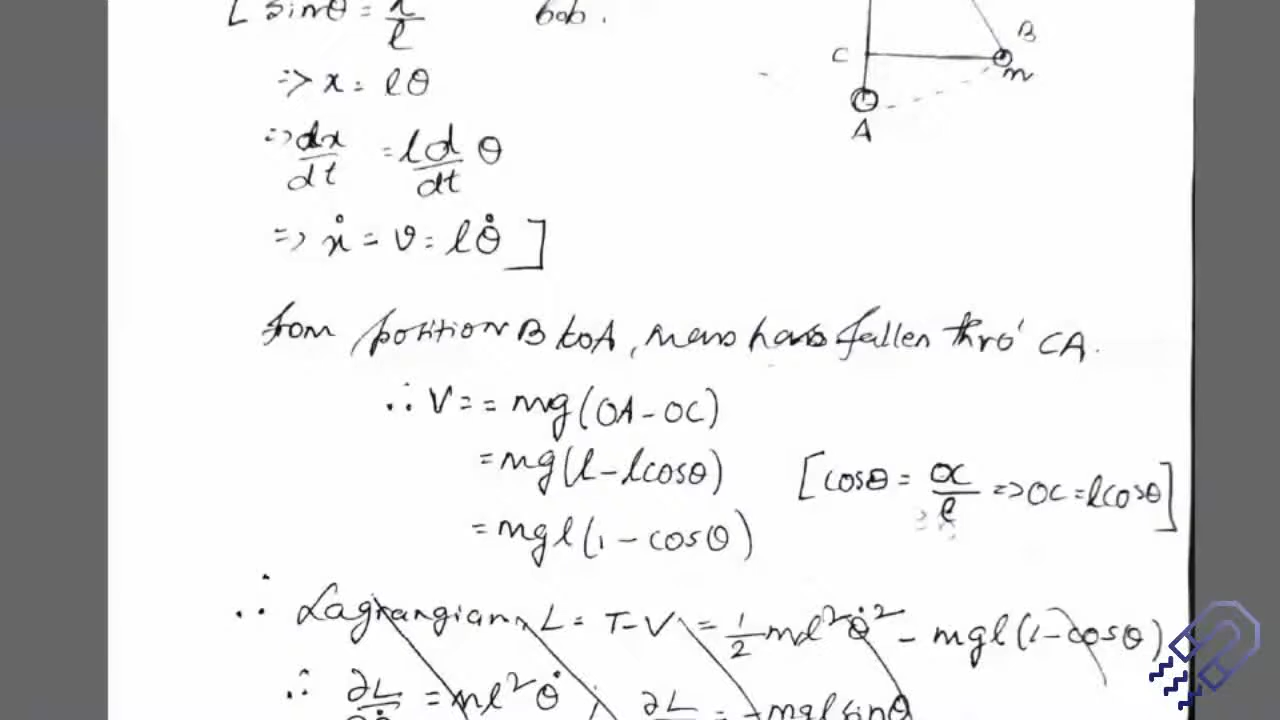 [ sinθ = x/l bob.
=> x = lθ
=> dx/dt = l d/dt θ
=> ẋ = v = lθ̇ ]
C B
m
A
from position B to A, mass has fallen thro' CA.
∴ V = = mg(OA - OC)
= mg(l - lcosθ) [cosθ = OC/l => OC = lcosθ]
= mgl(1 - cosθ)
∴ Lagrangian, L = T - V = 1/2 ml²θ̇² - mgl(1 - cosθ)
∴ ∂L/∂θ̇ = ml²θ̇ ; ∂L = -mgl sinθ